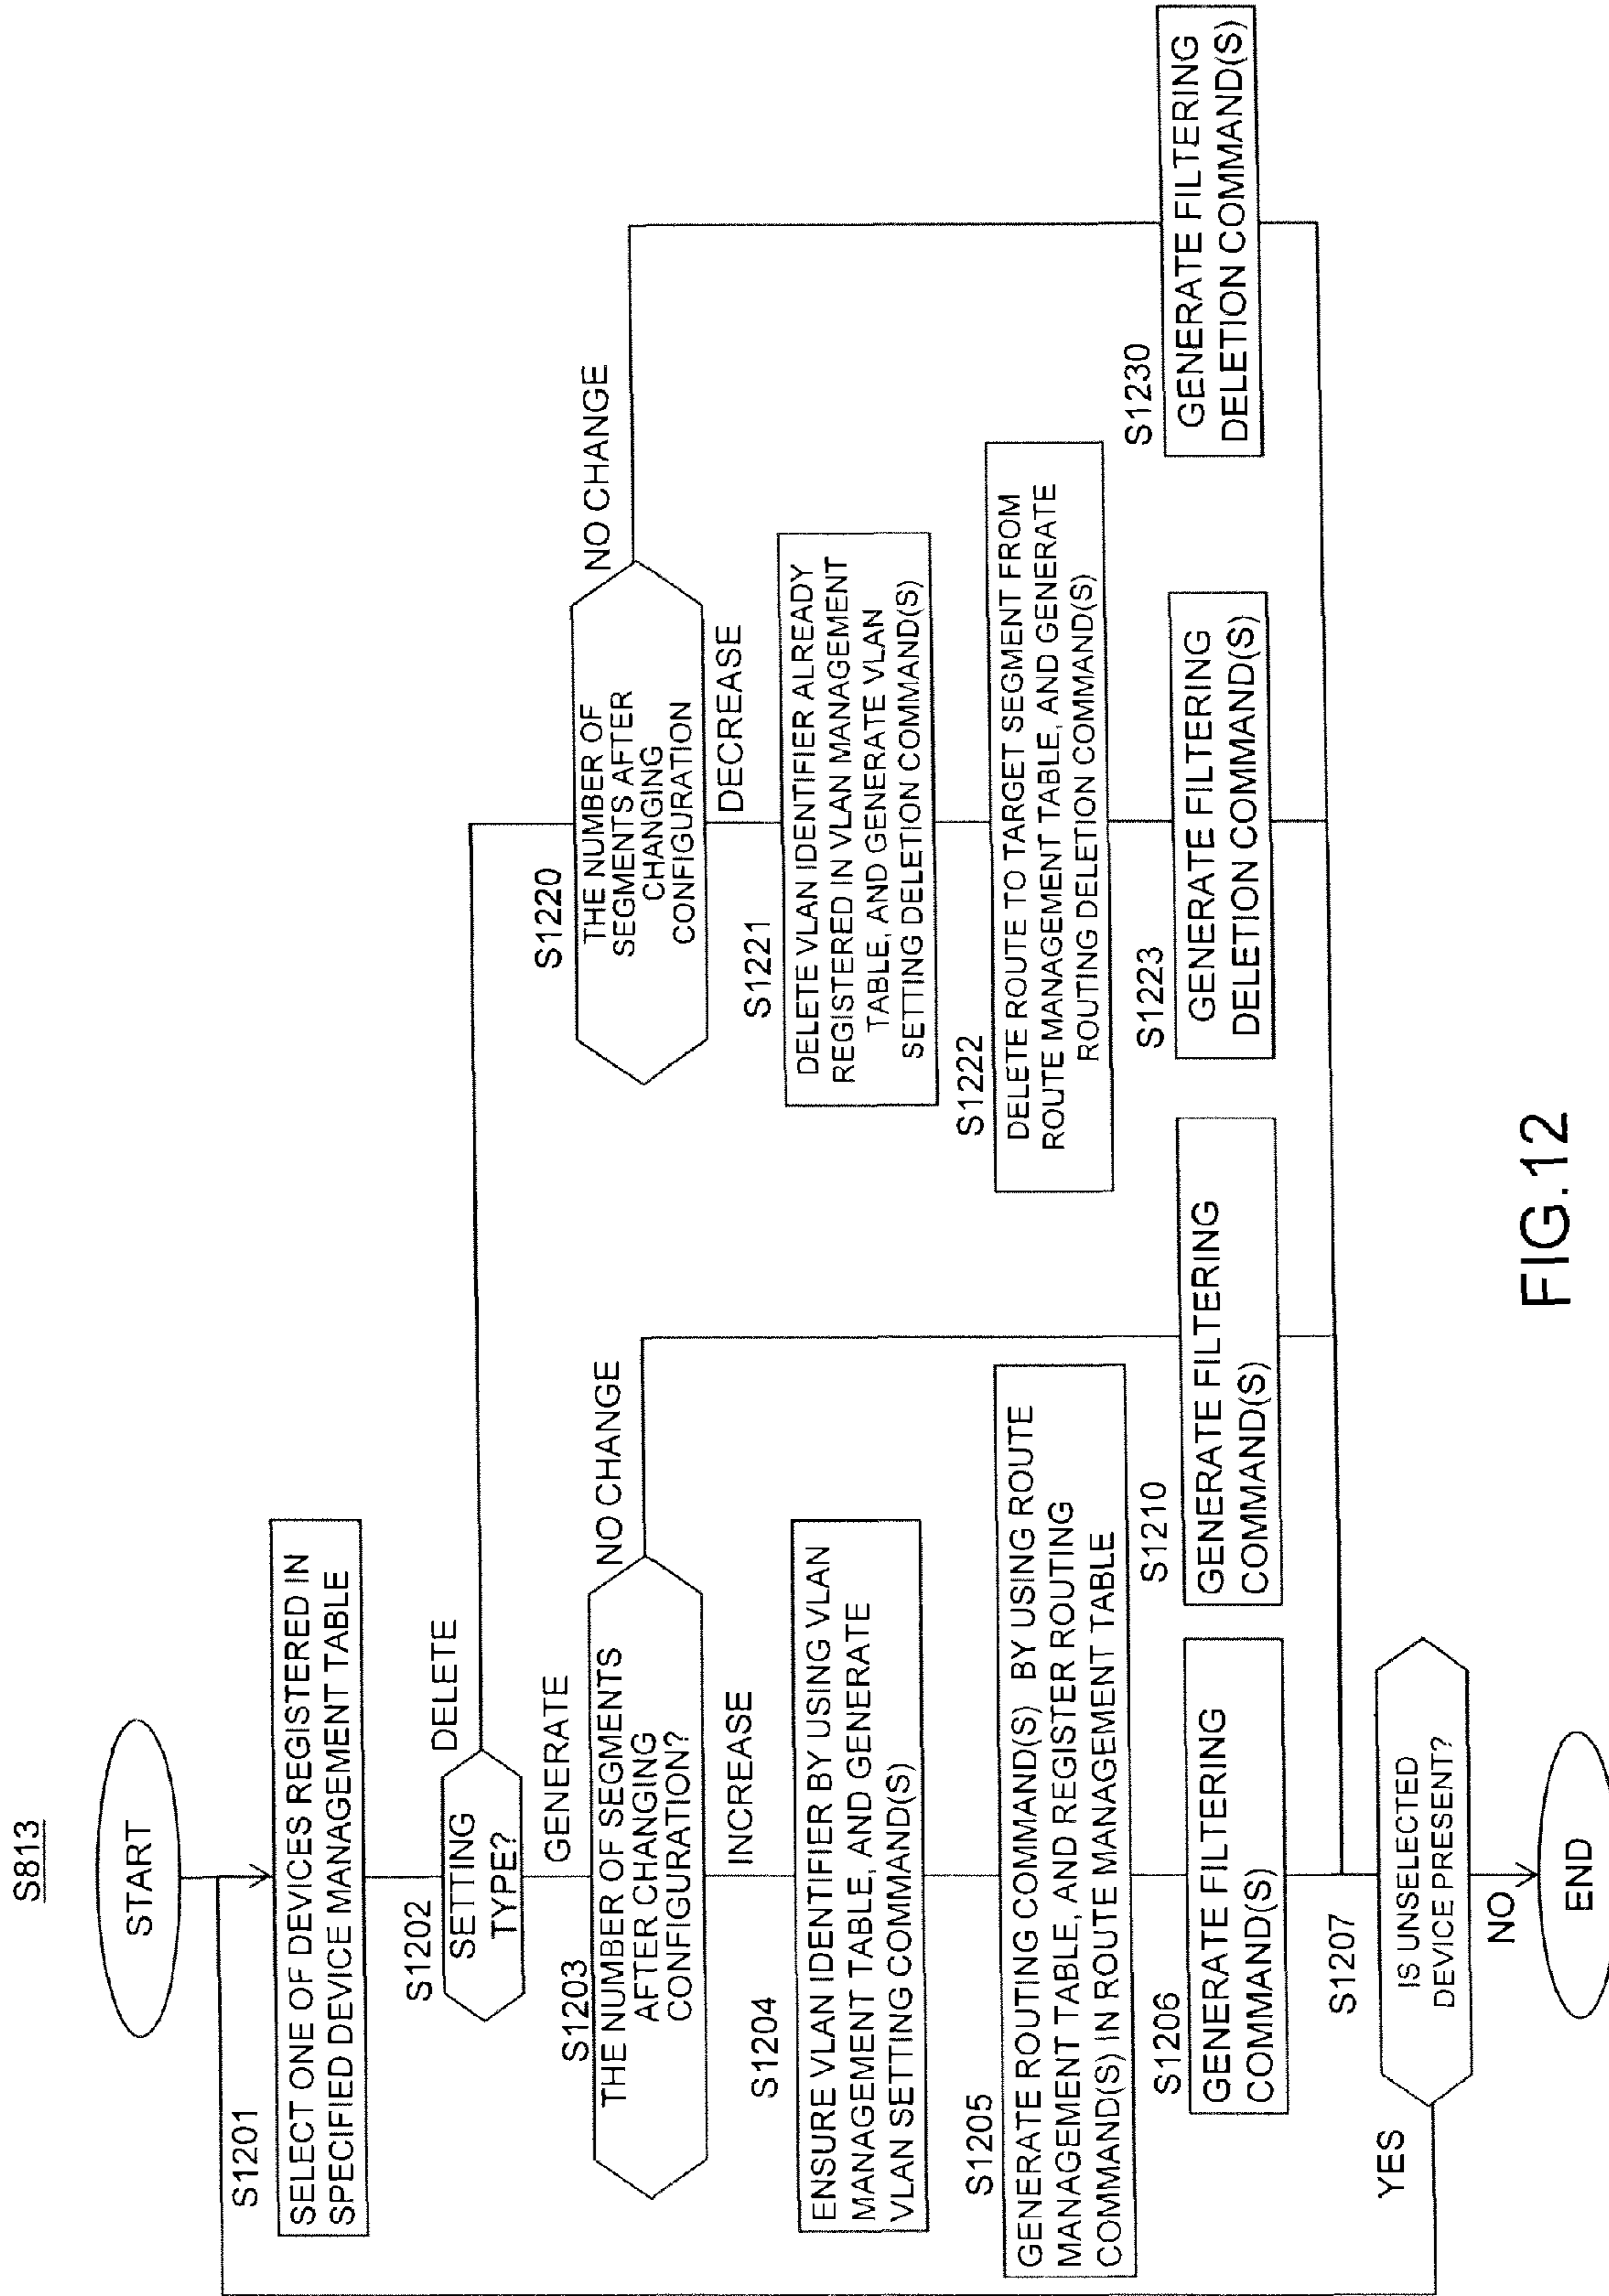 S813
START
S1201
SELECT ONE OF DEVICES REGISTERED IN
SPECIFIED DEVICE MANAGEMENT TABLE
S1202
SETTING
TYPE?
DELETE
GENERATE
S1203
THE NUMBER OF SEGMENTS
AFTER CHANGING
CONFIGURATION?
NO CHANGE
INCREASE
S1204
ENSURE VLAN IDENTIFIER BY USING VLAN
MANAGEMENT TABLE, AND GENERATE
VLAN SETTING COMMAND(S)
S1205
GENERATE ROUTING COMMAND(S) BY USING ROUTE
MANAGEMENT TABLE, AND REGISTER ROUTING
COMMAND(S) IN ROUTE MANAGEMENT TABLE
S1206
GENERATE FILTERING
COMMAND(S)
S1210
GENERATE FILTERING
COMMAND(S)
S1207
IS UNSELECTED
DEVICE PRESENT?
YES
NO
END
S1220
THE NUMBER OF
SEGMENTS AFTER
CHANGING
CONFIGURATION
NO CHANGE
DECREASE
S1221
DELETE VLAN IDENTIFIER ALREADY
REGISTERED IN VLAN MANAGEMENT
TABLE, AND GENERATE VLAN
SETTING DELETION COMMAND(S)
S1222
DELETE ROUTE TO TARGET SEGMENT FROM
ROUTE MANAGEMENT TABLE, AND GENERATE
ROUTING DELETION COMMAND(S)
S1223
GENERATE FILTERING
DELETION COMMAND(S)
S1230
GENERATE FILTERING
DELETION COMMAND(S)
FIG.12